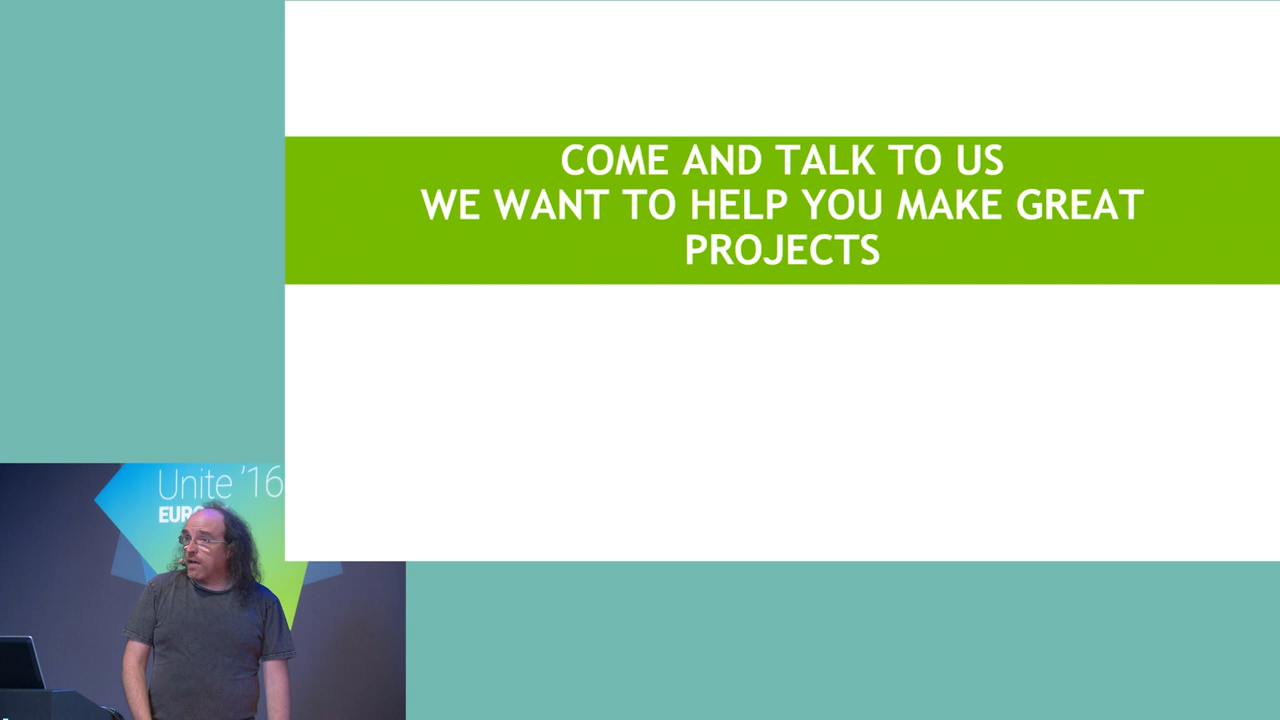 COME AND TALK TO US
WE WANT TO HELP YOU MAKE GREAT
PROJECTS
Unite '16